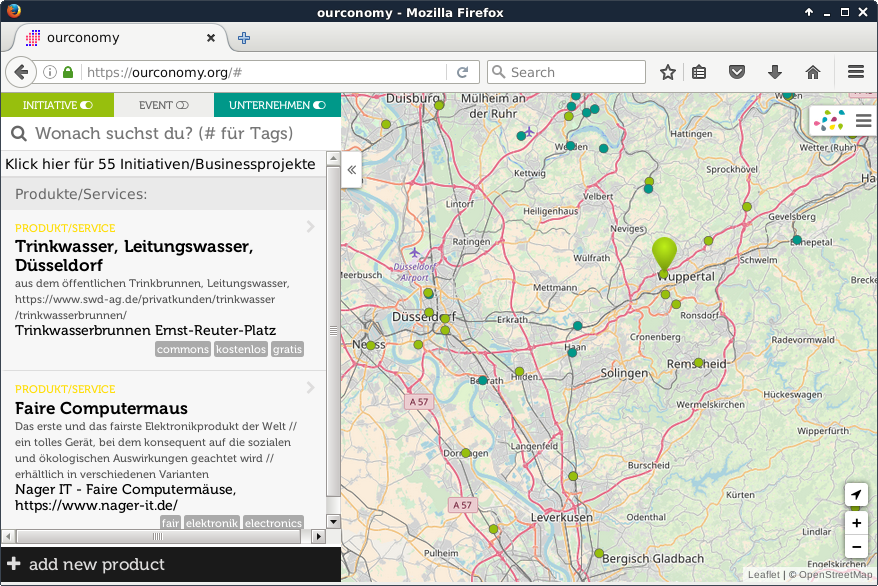 ourconomy - Mozilla Firefox
ourconomy
https://ourconomy.org/#
Search
INITIATIVE
EVENT
UNTERNEHMEN
Wonach suchst du? (# für Tags)
Klick hier für 55 Initiativen/Businessprojekte
Produkte/Services:
PRODUKT/SERVICE
Trinkwasser, Leitungswasser,
Düsseldorf
aus dem öffentlichen Trinkbrunnen, Leitungswasser,
https://www.swd-ag.de/privatkunden/trinkwasser
/trinkwasserbrunnen/
Trinkwasserbrunnen Ernst-Reuter-Platz
commons kostenlos gratis
PRODUKT/SERVICE
Faire Computermaus
Das erste und das fairste Elektronikprodukt der Welt //
ein tolles Gerät, bei dem konsequent auf die sozialen
und ökologischen Auswirkungen geachtet wird //
erhältlich in verschiedenen Varianten
Nager IT - Faire Computermäuse,
https://www.nager-it.de/
fair elektronik electronics
+ add new product
«
Duisburg
Mülheim an
der Ruhr
Hattingen
Wetter (Ruhr)
Werden
Kettwig
Sprockhövel
Velbert
Lintorf
Heiligenhaus
Gevelsberg
Neviges
Ratingen
Ennepetal
Wülfrath
Schwelm
Düsseldorf
Airport
Meerbusch
Wuppertal
Mettmann
Ronsdorf
Düsseldorf
Erkrath
Cronenberg
Radevormwald
Neuss
Haan
Remscheid
Solingen
Hilden
Benrath
Hückeswagen
A 57
Wermelskirchen
Wipperfürth
Langenfeld
Dormagen
Burscheid
Kürten
A 57
Leverkusen
Odenthal
Lindlar
Pulheim
Bergisch Gladbach
Engelskirchen
+
−
Leaflet | © OpenStreetMap